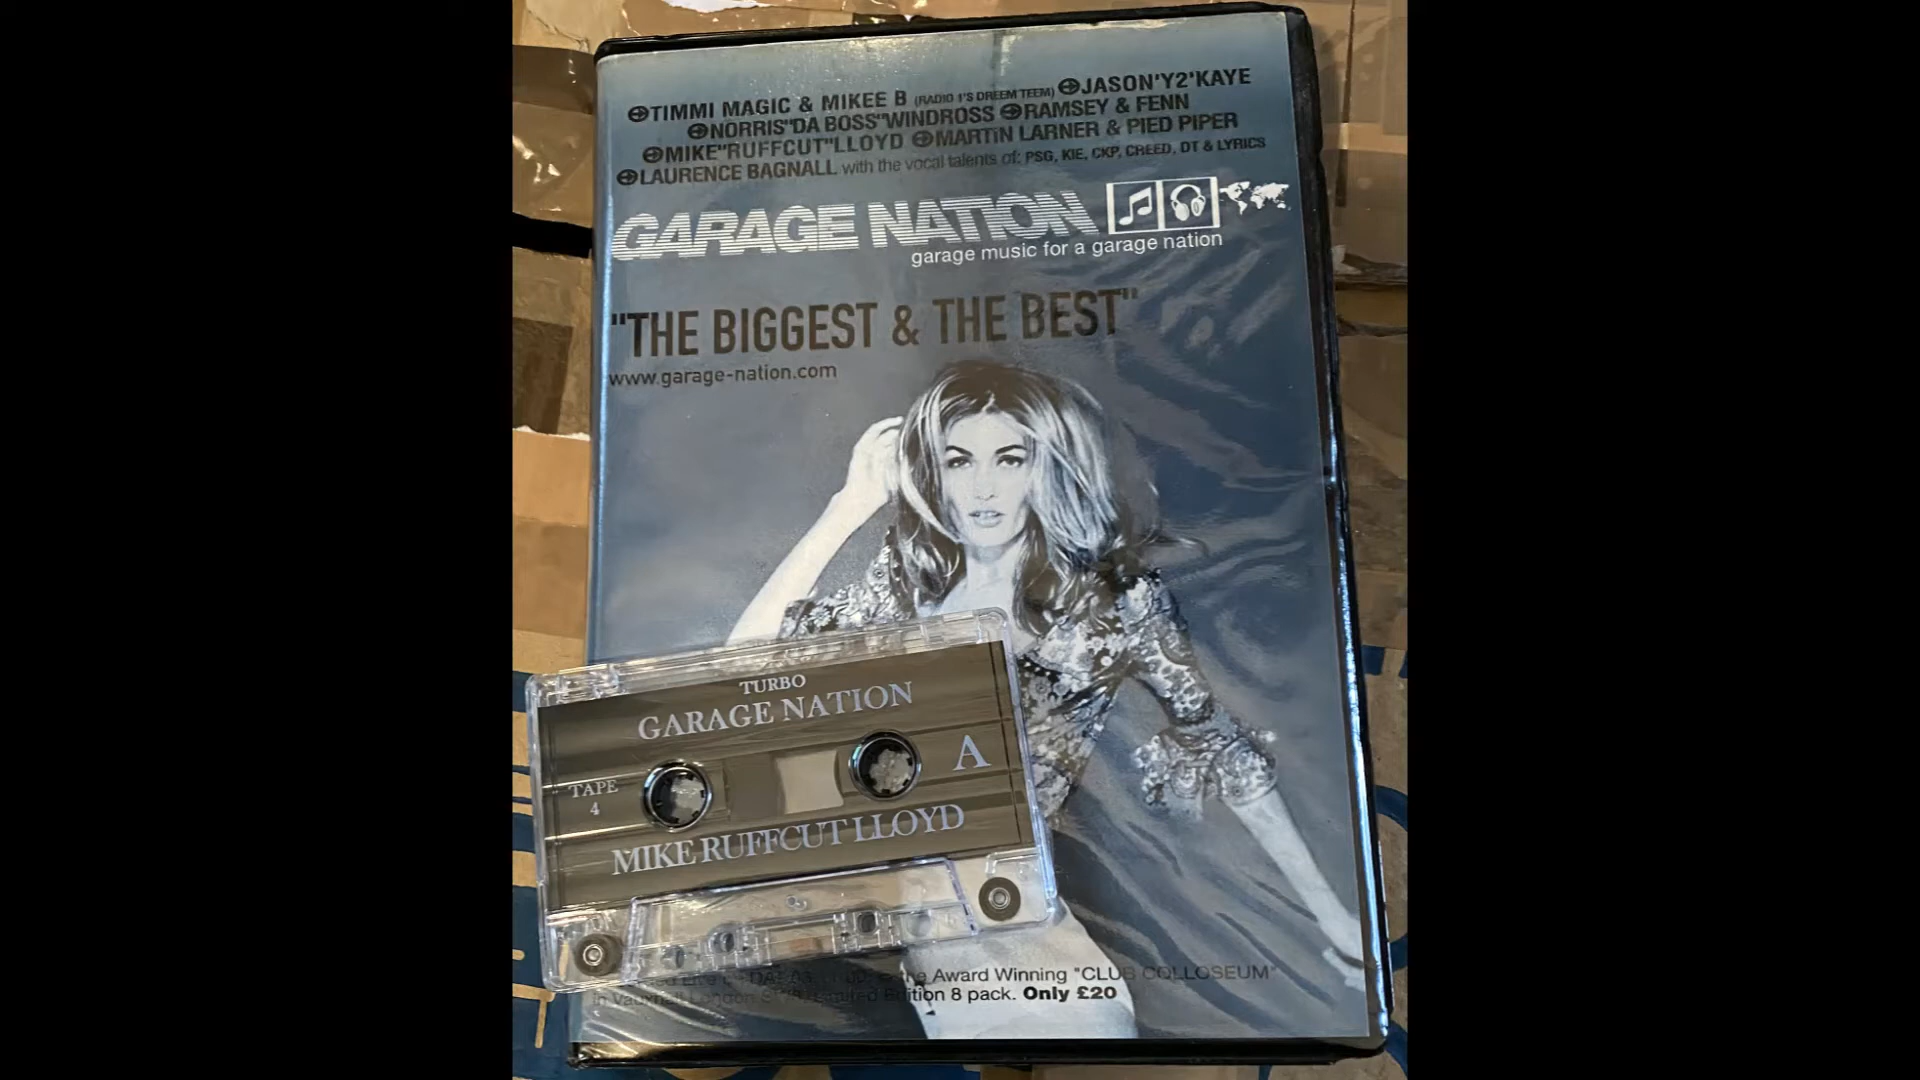 TIMMI MAGIC & MIKEE B (RADIO 1'S DREEM TEEM) JASON'Y2'KAYE
NORRIS"DA BOSS"WINDROSS RAMSEY & FENN
MIKE"RUFFCUT"LLOYD MARTIN LARNER & PIED PIPER
LAURENCE BAGNALL with the vocal talents of: PSG, KIE, CKP, CREED, DT & LYRICS
GARAGE NATION
garage music for a garage nation
"THE BIGGEST & THE BEST"
www.garage-nation.com
TURBO
GARAGE NATION
A
TAPE
4
MIKE RUFFCUT LLOYD
the Award Winning "CLUB COLLOSEUM"
in Vauxhall London Limited Edition 8 pack. Only £20